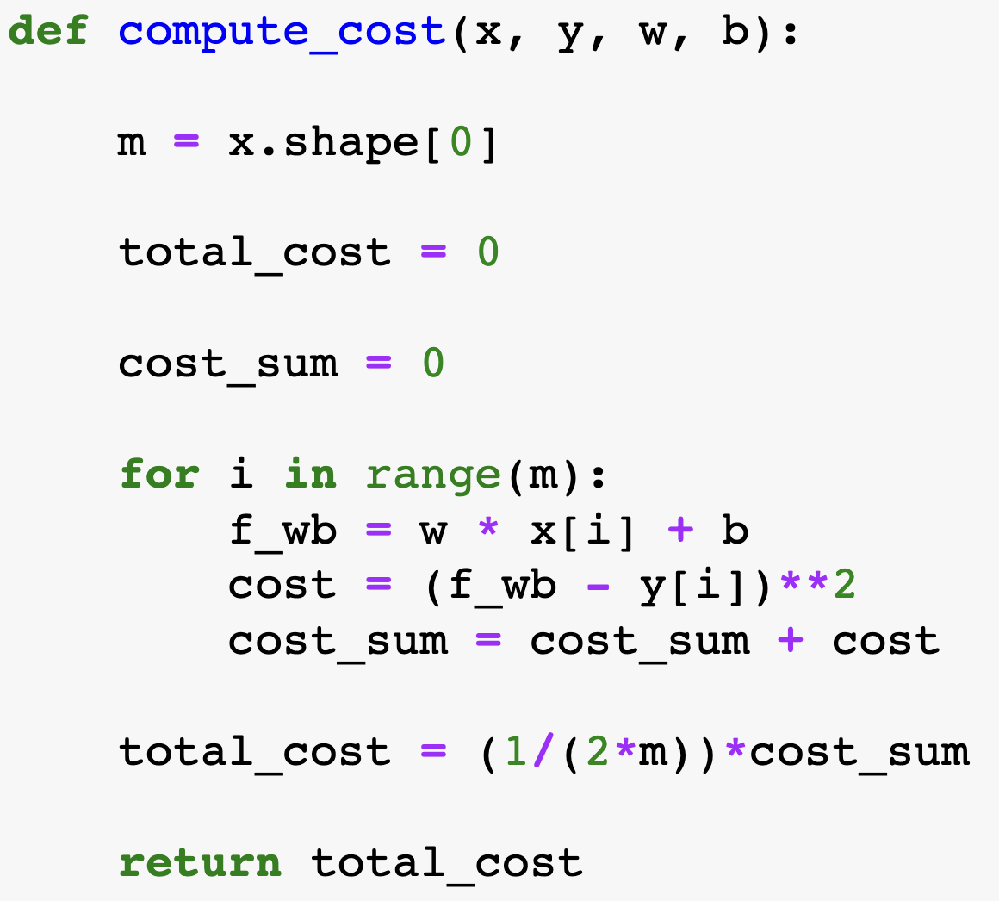 def compute_cost(x, y, w, b):
    m = x.shape[0]
    total_cost = 0
    cost_sum = 0
    for i in range(m):
        f_wb = w * x[i] + b
        cost = (f_wb - y[i])**2
        cost_sum = cost_sum + cost
    total_cost = (1/(2*m))*cost_sum
    return total_cost